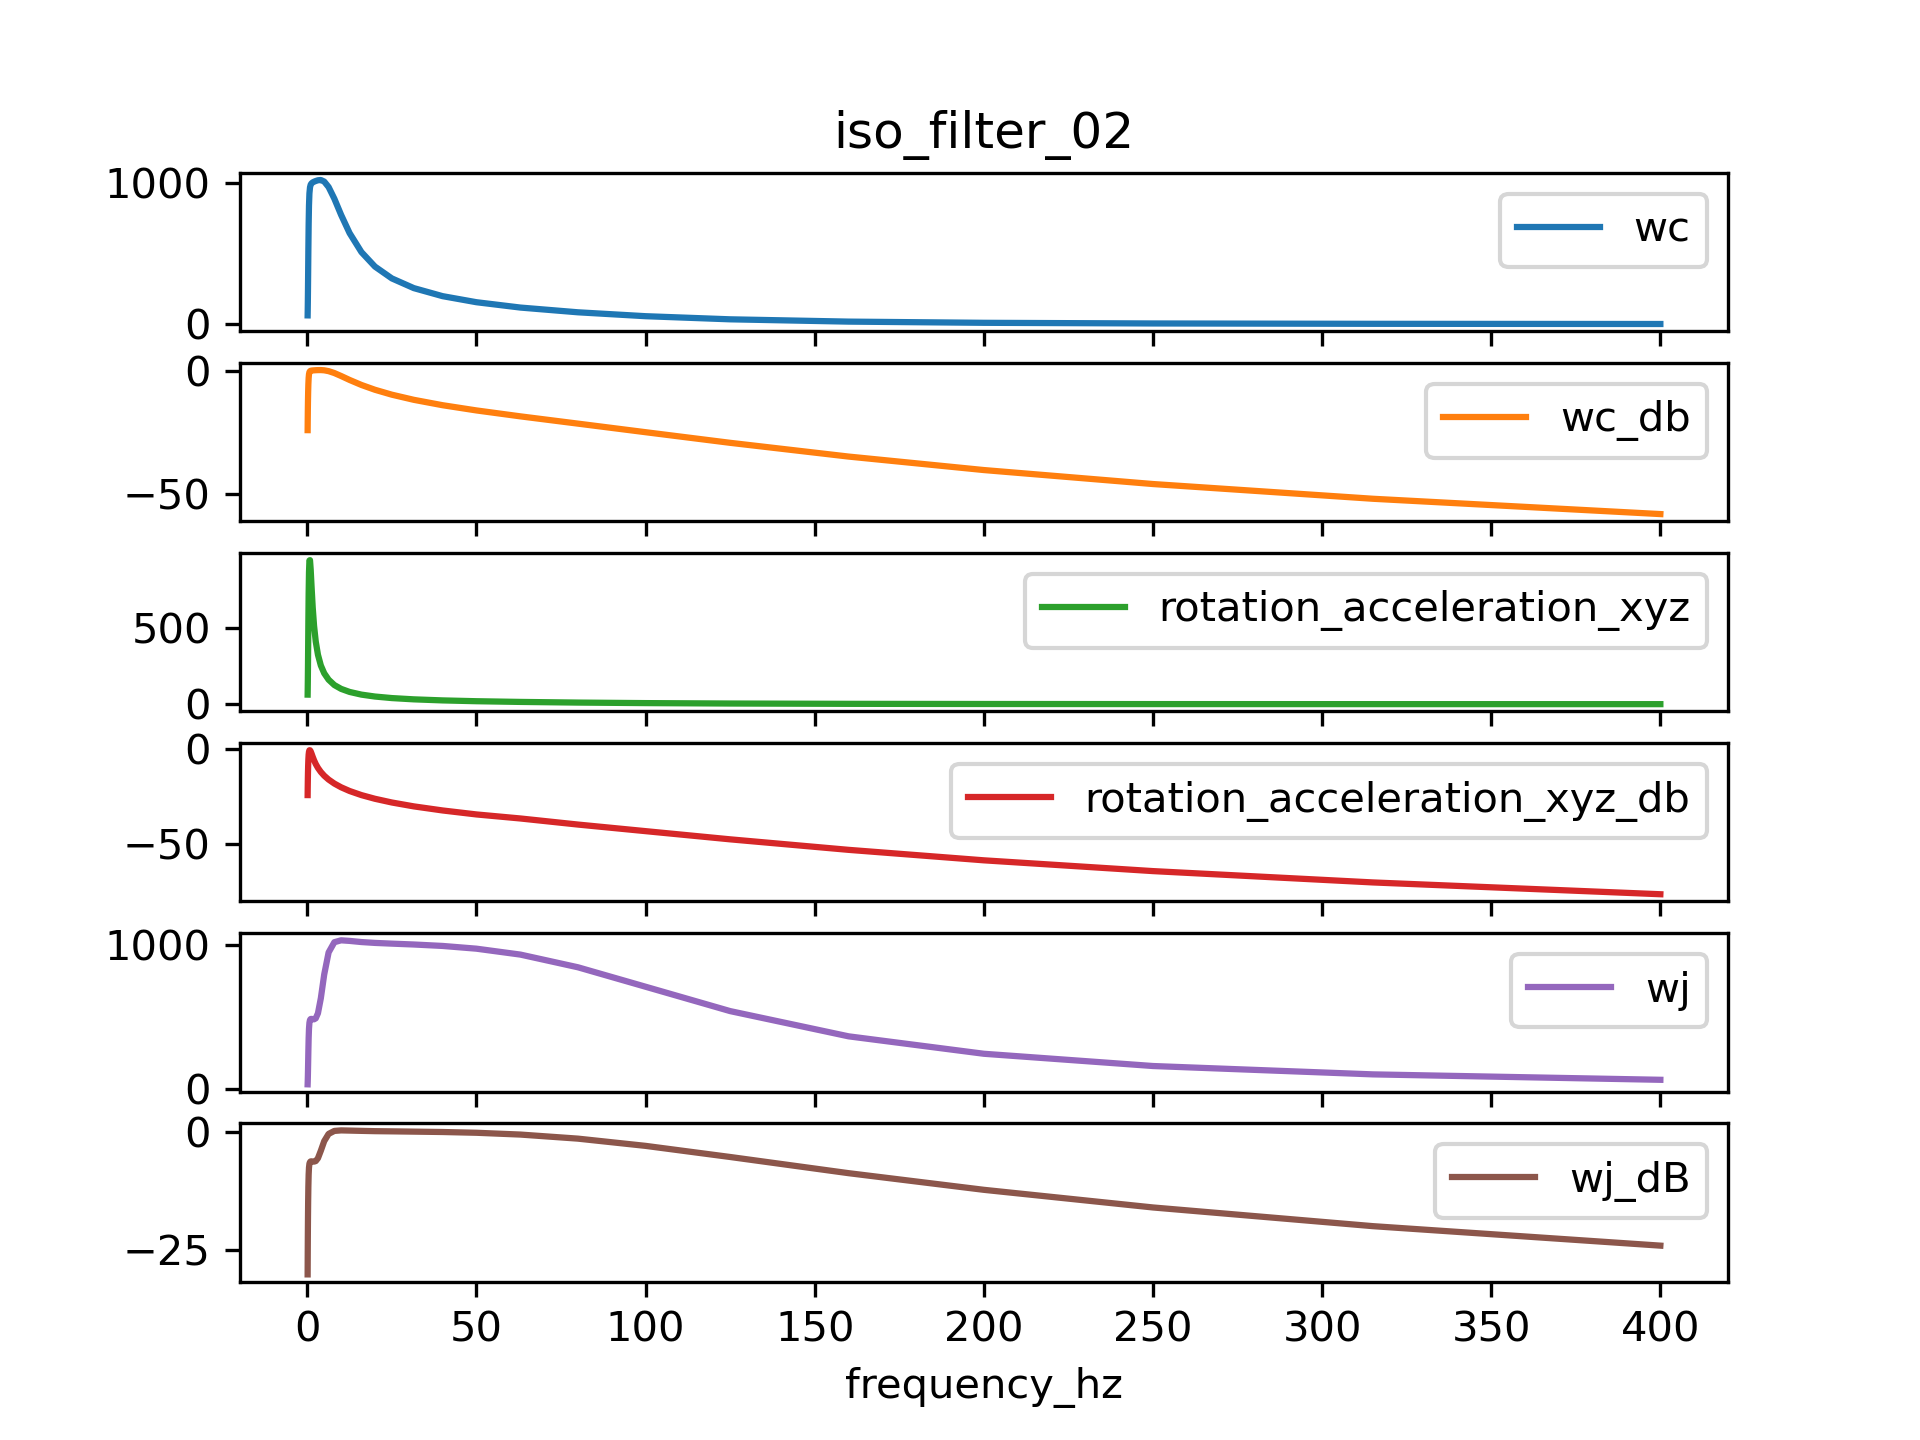 iso_filter_02
1000
0
wc
0
−50
wc_db
500
0
rotation_acceleration_xyz
0
−50
rotation_acceleration_xyz_db
1000
0
wj
0
−25
wj_dB
0 50 100 150 200 250 300 350 400
frequency_hz